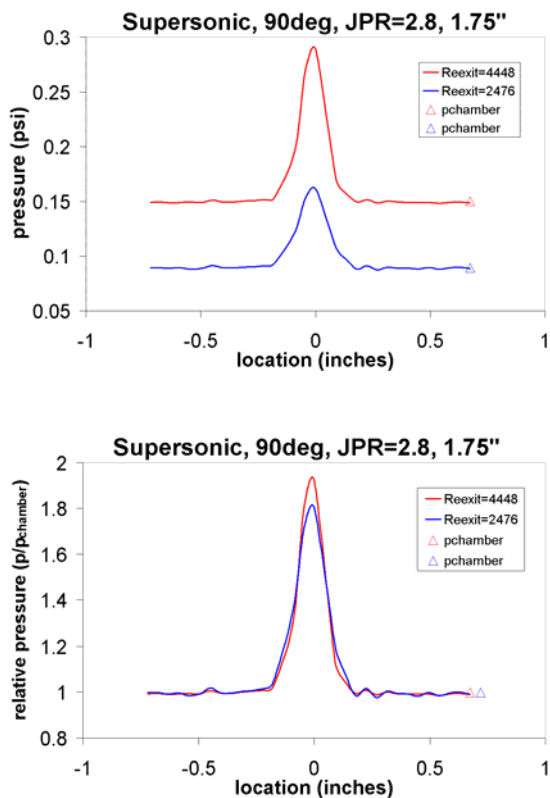 Supersonic, 90deg, JPR=2.8, 1.75"
0.3
0.25
0.2
0.15
0.1
0.05
pressure (psi)
Reexit=4448
Reexit=2476
pchamber
pchamber
-1
-0.5
0
0.5
1
location (inches)
Supersonic, 90deg, JPR=2.8, 1.75"
2
1.8
1.6
1.4
1.2
1
0.8
relative pressure (p/pchamber)
Reexit=4448
Reexit=2476
pchamber
pchamber
-1
-0.5
0
0.5
1
location (inches)